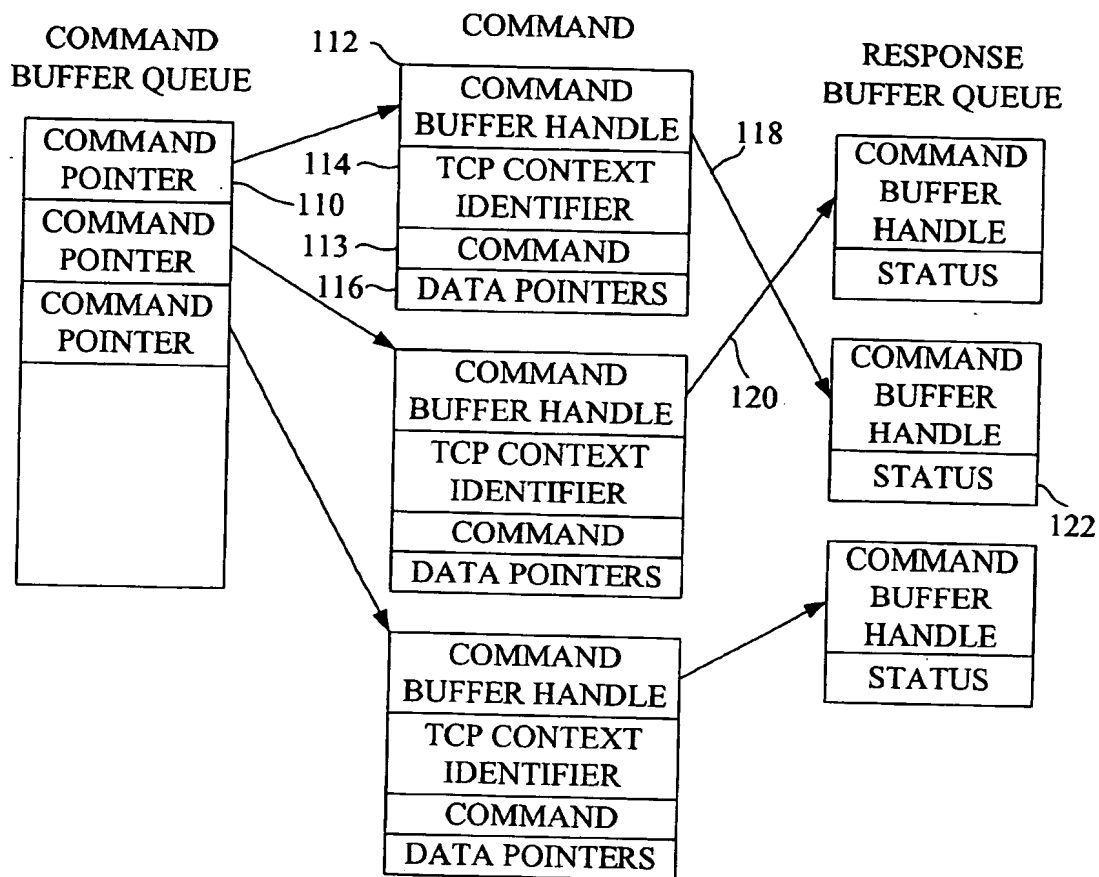 COMMAND
BUFFER QUEUE
COMMAND
POINTER
COMMAND
POINTER
COMMAND
POINTER
110
COMMAND
112
COMMAND
BUFFER HANDLE
114
TCP CONTEXT
IDENTIFIER
113
COMMAND
116
DATA POINTERS
COMMAND
BUFFER HANDLE
TCP CONTEXT
IDENTIFIER
COMMAND
DATA POINTERS
COMMAND
BUFFER HANDLE
TCP CONTEXT
IDENTIFIER
COMMAND
DATA POINTERS
118
120
RESPONSE
BUFFER QUEUE
COMMAND
BUFFER
HANDLE
STATUS
COMMAND
BUFFER
HANDLE
STATUS
122
COMMAND
BUFFER
HANDLE
STATUS